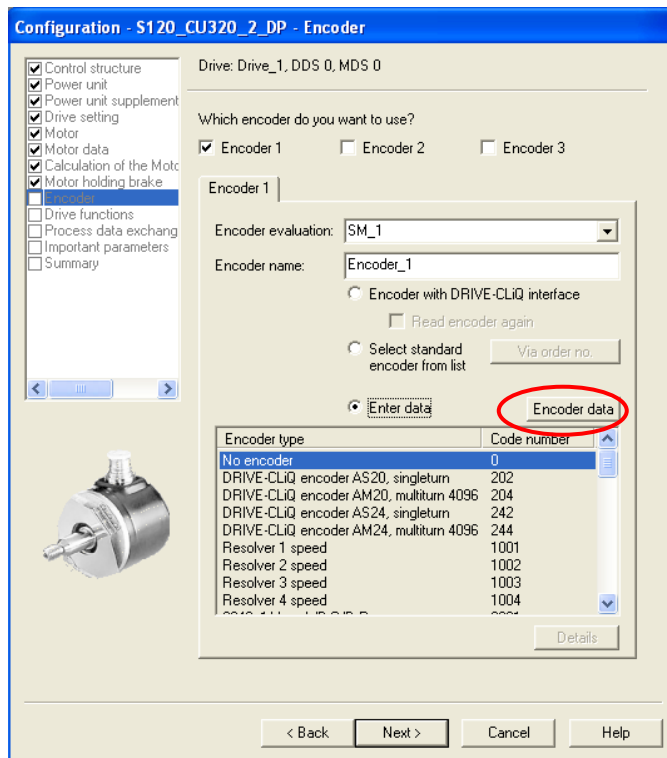 Configuration - S120_CU320_2_DP - Encoder
Control structure
Power unit
Power unit supplement
Drive setting
Motor
Motor data
Calculation of the Motc
Motor holding brake
Encoder
Drive functions
Process data exchang
Important parameters
Summary
Drive: Drive_1, DDS 0, MDS 0
Which encoder do you want to use?
Encoder 1 Encoder 2 Encoder 3
Encoder 1
Encoder evaluation: SM_1
Encoder name: Encoder_1
Encoder with DRIVE-CLiQ interface
Read encoder again
Select standard
encoder from list
Via order no.
Enter data Encoder data
Encoder type Code number
No encoder 0
DRIVE-CLiQ encoder AS20, singleturn 202
DRIVE-CLiQ encoder AM20, multiturn 4096 204
DRIVE-CLiQ encoder AS24, singleturn 242
DRIVE-CLiQ encoder AM24, multiturn 4096 244
Resolver 1 speed 1001
Resolver 2 speed 1002
Resolver 3 speed 1003
Resolver 4 speed 1004
Details
< Back Next > Cancel Help